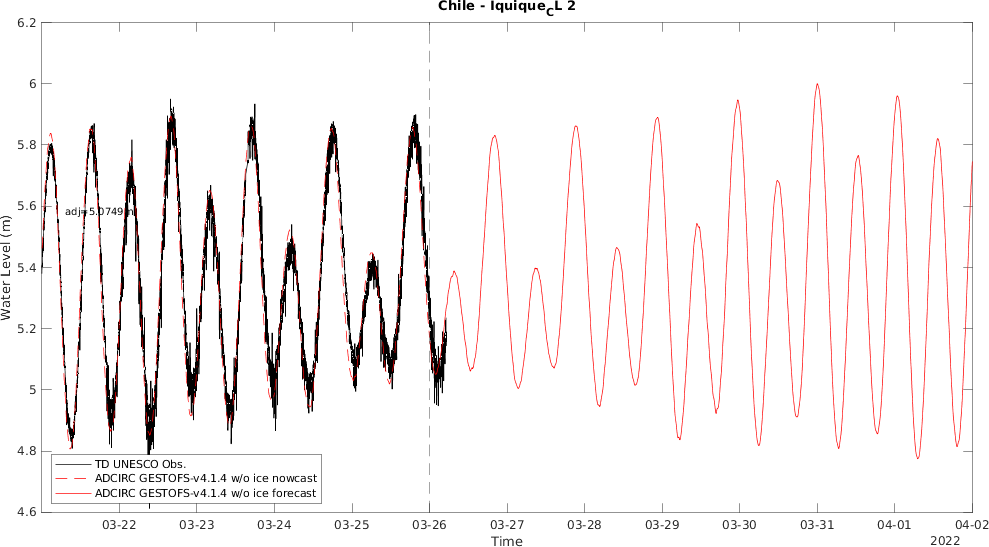 Chile - Iquique_CL 2
6.2
6
5.8
5.6
5.4
5.2
5
4.8
4.6
Water Level (m)
adj=5.0749 m
TD UNESCO Obs.
ADCIRC GESTOFS-v4.1.4 w/o ice nowcast
ADCIRC GESTOFS-v4.1.4 w/o ice forecast
03-22 03-23 03-24 03-25 03-26 03-27 03-28 03-29 03-30 03-31 04-01 04-02
Time
2022